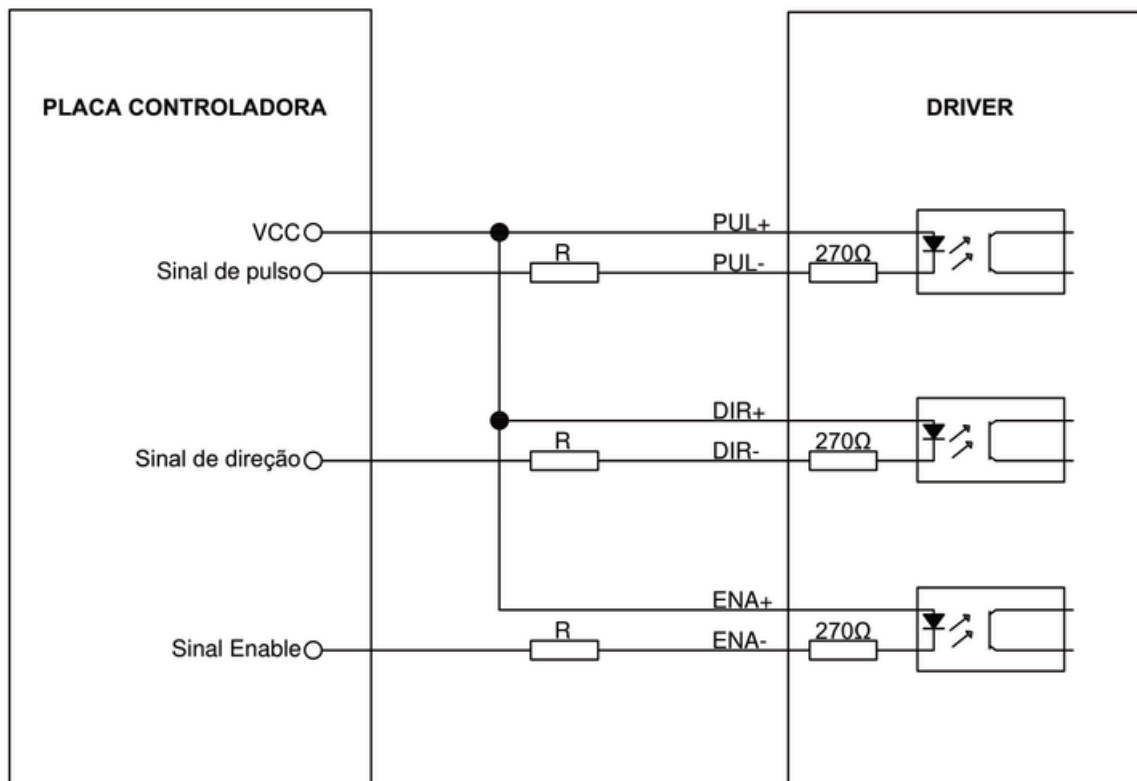 PLACA CONTROLADORA
DRIVER
VCC
PUL+
Sinal de pulso
R
PUL-
270Ω
DIR+
Sinal de direção
R
DIR-
270Ω
ENA+
Sinal Enable
R
ENA-
270Ω